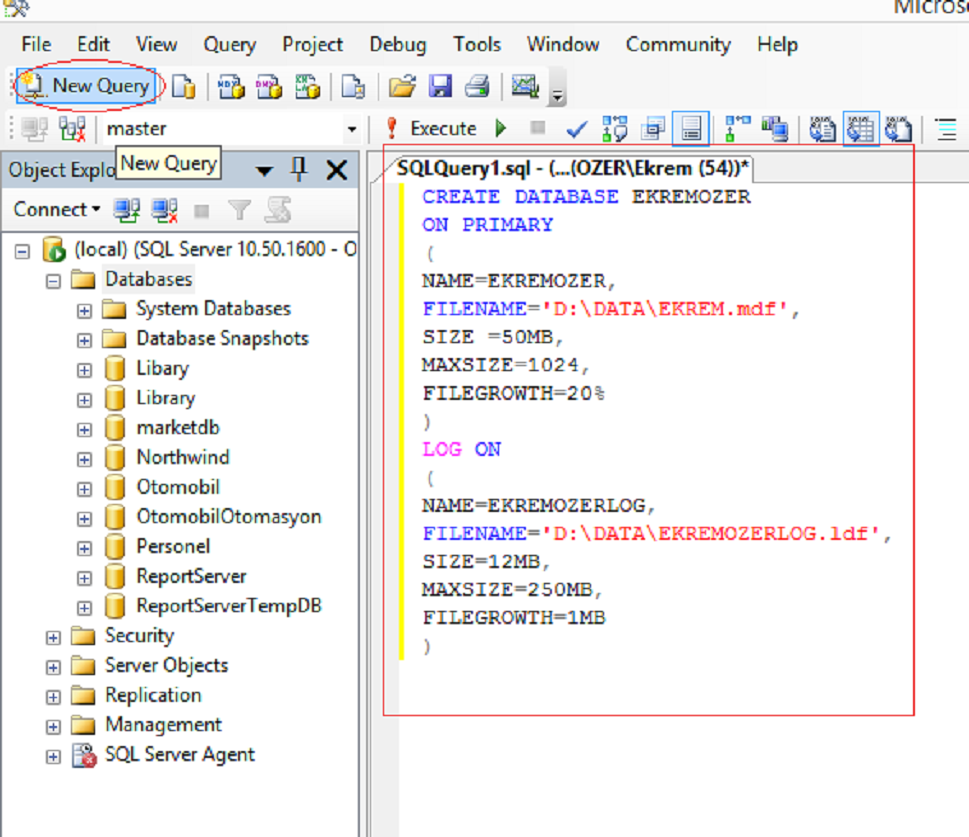 Micros
File Edit View Query Project Debug Tools Window Community Help
New Query
master Execute
New Query
Object Explo
SQLQuery1.sql - (...(OZER\Ekrem (54))*
Connect
(local) (SQL Server 10.50.1600 - O
Databases
System Databases
Database Snapshots
Libary
Library
marketdb
Northwind
Otomobil
OtomobilOtomasyon
Personel
ReportServer
ReportServerTempDB
Security
Server Objects
Replication
Management
SQL Server Agent
CREATE DATABASE EKREMOZER
ON PRIMARY
(
NAME=EKREMOZER,
FILENAME='D:\DATA\EKREM.mdf',
SIZE =50MB,
MAXSIZE=1024,
FILEGROWTH=20%
)
LOG ON
(
NAME=EKREMOZERLOG,
FILENAME='D:\DATA\EKREMOZERLOG.ldf',
SIZE=12MB,
MAXSIZE=250MB,
FILEGROWTH=1MB
)